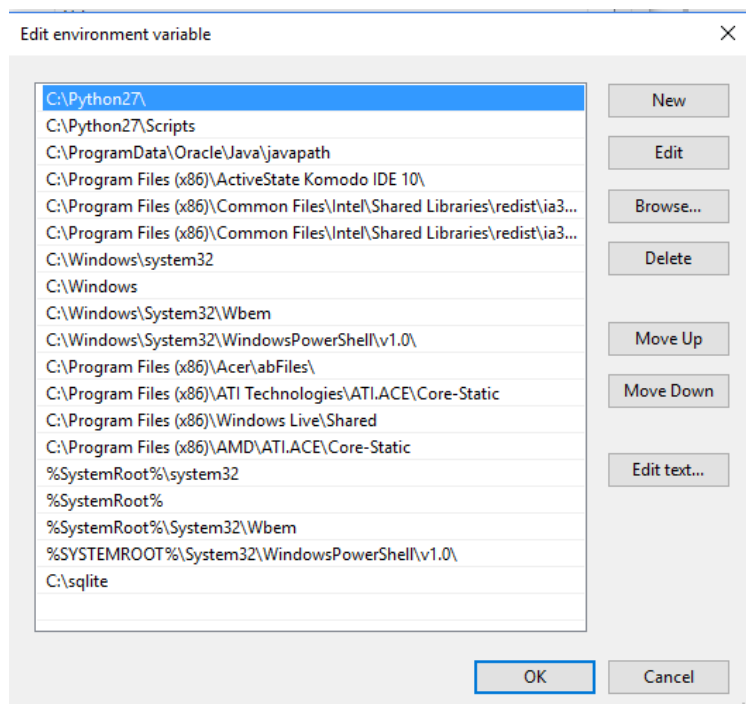 Edit environment variable
C:\Python27\
C:\Python27\Scripts
C:\ProgramData\Oracle\Java\javapath
C:\Program Files (x86)\ActiveState Komodo IDE 10\
C:\Program Files (x86)\Common Files\Intel\Shared Libraries\redist\ia3...
C:\Program Files (x86)\Common Files\Intel\Shared Libraries\redist\ia3...
C:\Windows\system32
C:\Windows
C:\Windows\System32\Wbem
C:\Windows\System32\WindowsPowerShell\v1.0\
C:\Program Files (x86)\Acer\abFiles\
C:\Program Files (x86)\ATI Technologies\ATI.ACE\Core-Static
C:\Program Files (x86)\Windows Live\Shared
C:\Program Files (x86)\AMD\ATI.ACE\Core-Static
%SystemRoot%\system32
%SystemRoot%
%SystemRoot%\System32\Wbem
%SYSTEMROOT%\System32\WindowsPowerShell\v1.0\
C:\sqlite
New
Edit
Browse...
Delete
Move Up
Move Down
Edit text...
OK
Cancel